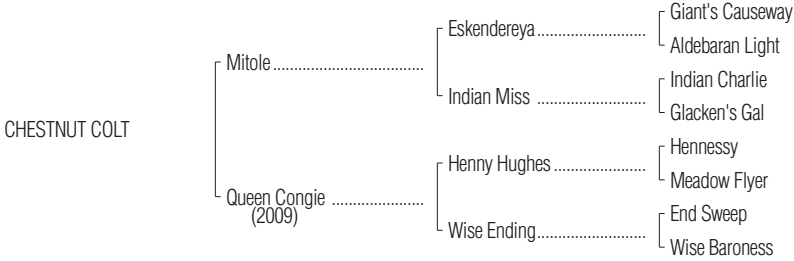 Giant's Causeway
Eskendereya
Aldebaran Light
Mitole
Indian Charlie
Indian Miss
Glacken's Gal
CHESTNUT COLT
Hennessy
Henny Hughes
Meadow Flyer
Queen Congie
(2009)
End Sweep
Wise Ending
Wise Baroness